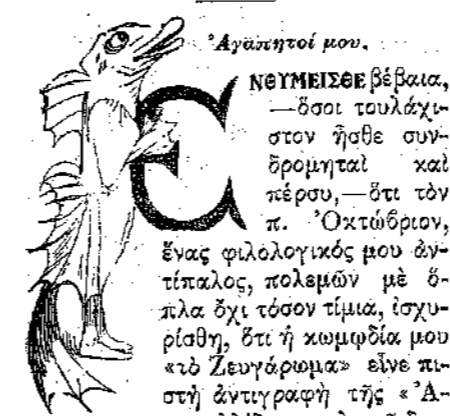 Ἀγαπητοί μου.
ΕΝΘΥΜΕΙΣΘΕ βέβαια,
—ὅσοι τουλάχι-
στον ἦσθε συν-
δρομηταὶ καὶ
πέρσυ,—ὅτι τὸν
π. Ὀκτώβριον,
ἕνας φιλολογικός μου ἀν-
τίπαλος, πολεμῶν μὲ ὅ-
πλα ὄχι τόσον τίμια, ἰσχυ-
ρίσθη, ὅτι ἡ κωμῳδία μου
«τὸ Ζευγάρωμα» εἶνε πι-
στὴ ἀντιγραφὴ τῆς «Ἀ-